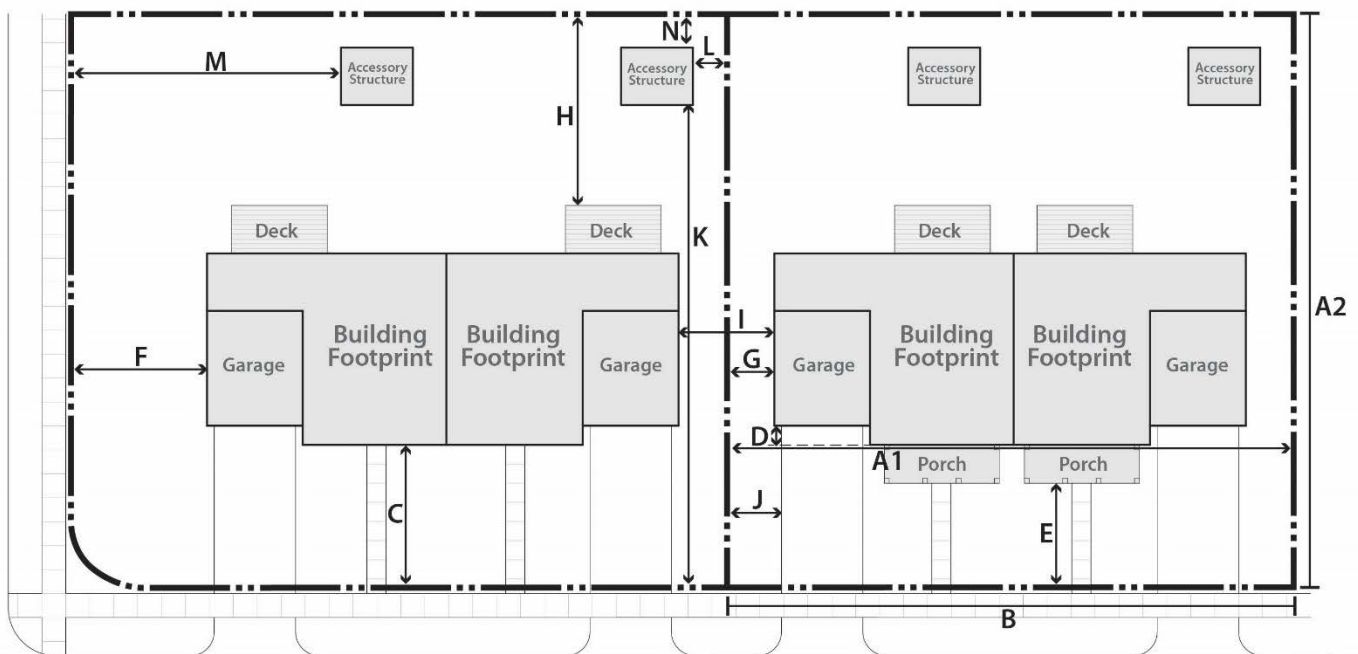 N
L
M
Accessory
Structure
Accessory
Structure
Accessory
Structure
Accessory
Structure
H
K
Deck
Deck
Deck
Deck
A2
I
Building
Footprint
Building
Footprint
Building
Footprint
Building
Footprint
F
Garage
Garage
G
Garage
Garage
D
A1
Porch
Porch
C
J
E
B